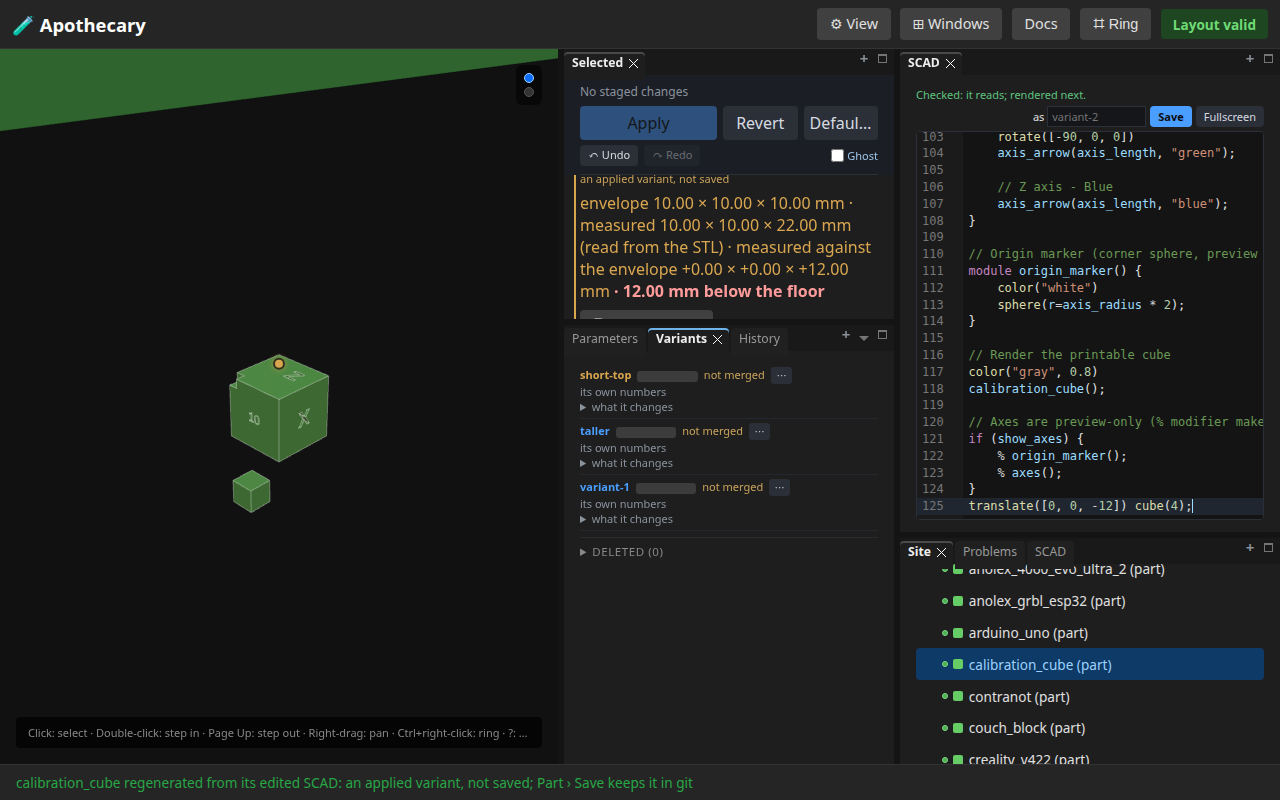 🧪 Apothecary
⚙ View
⊞ Windows
Docs
⌗ Ring
Layout valid
Selected
No staged changes
Apply
Revert
Defaul...
↶ Undo
↷ Redo
Ghost
an applied variant, not saved
envelope 10.00 × 10.00 × 10.00 mm ·
measured 10.00 × 10.00 × 22.00 mm
(read from the STL) · measured against
the envelope +0.00 × +0.00 × +12.00
mm · 12.00 mm below the floor
Parameters
Variants
History
short-top not merged ...
its own numbers
▶ what it changes
taller not merged ...
its own numbers
▶ what it changes
variant-1 not merged ...
its own numbers
▶ what it changes
▶ DELETED (0)
SCAD
Checked: it reads; rendered next.
as variant-2 Save Fullscreen
103 rotate([-90, 0, 0])
104 axis_arrow(axis_length, "green");
105
106 // Z axis - Blue
107 axis_arrow(axis_length, "blue");
108 }
109
110 // Origin marker (corner sphere, preview
111 module origin_marker() {
112 color("white")
113 sphere(r=axis_radius * 2);
114 }
115
116 // Render the printable cube
117 color("gray", 0.8)
118 calibration_cube();
119
120 // Axes are preview-only (% modifier make
121 if (show_axes) {
122 % origin_marker();
123 % axes();
124 }
125 translate([0, 0, -12]) cube(4);
Site
Problems
SCAD
anolex_4060_evo_ultra_2 (part)
anolex_grbl_esp32 (part)
arduino_uno (part)
calibration_cube (part)
contranot (part)
couch_block (part)
creality_v422 (part)
10
X
Click: select · Double-click: step in · Page Up: step out · Right-drag: pan · Ctrl+right-click: ring · ?: ...
calibration_cube regenerated from its edited SCAD: an applied variant, not saved; Part › Save keeps it in git